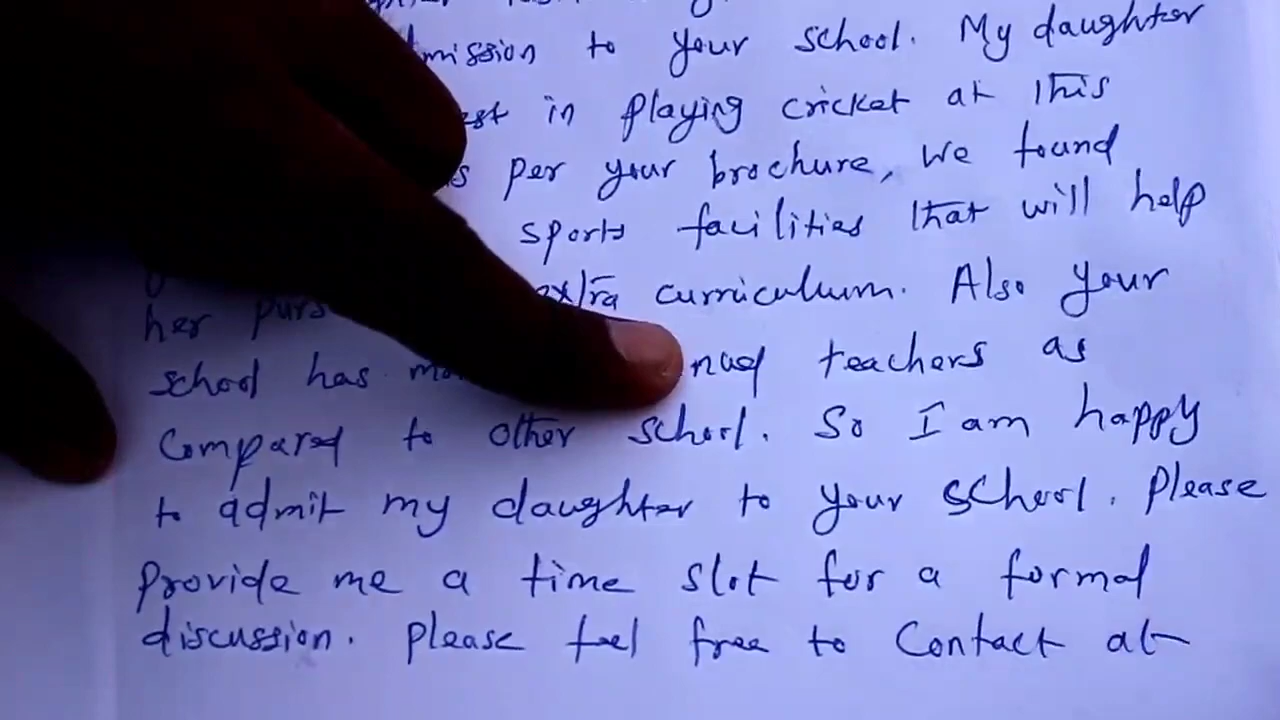 to your school. My daughter
in playing cricket at this
per your brochure, we found
sports facilities that will help
her extra curriculum. Also your
school has teachers as
compared to other school. So I am happy
to admit my daughter to your school. Please
provide me a time slot for a formal
discussion. Please feel free to contact at